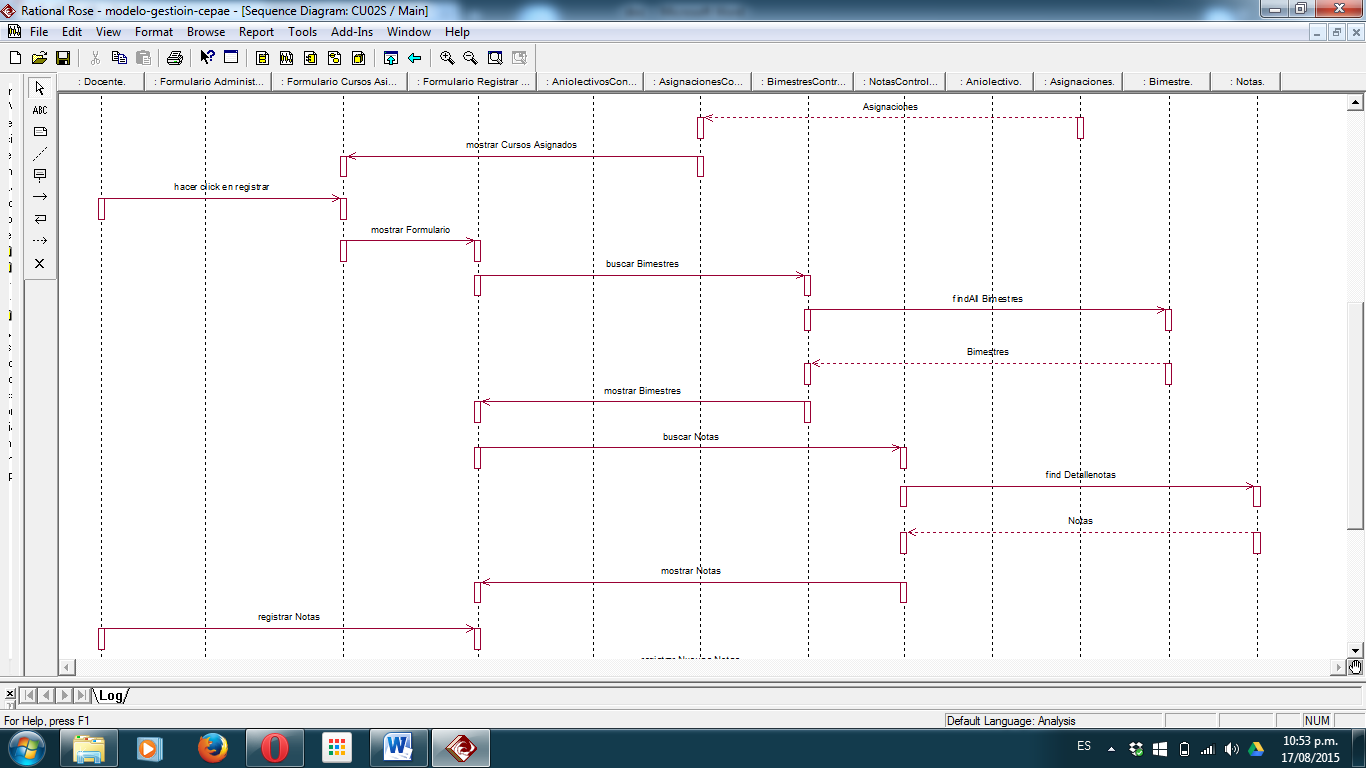 Rational Rose - modelo-gestioin-cepae - [Sequence Diagram: CU02S / Main]
File Edit View Format Browse Report Tools Add-Ins Window Help
: Docente. : Formulario Administ... : Formulario Cursos Asi... : Formulario Registrar ... : AniolectivosCon... : AsignacionesCo... : BimestresContr... : NotasControl... : Aniolectivo. : Asignaciones. : Bimestre. : Notas.
ABC
Asignaciones
mostrar Cursos Asignados
hacer click en registrar
mostrar Formulario
buscar Bimestres
findAll Bimestres
Bimestres
mostrar Bimestres
buscar Notas
find Detallenotas
Notas
mostrar Notas
registrar Notas
\Log/
For Help, press F1
Default Language: Analysis
NUM
ES
10:53 p.m.
17/08/2015